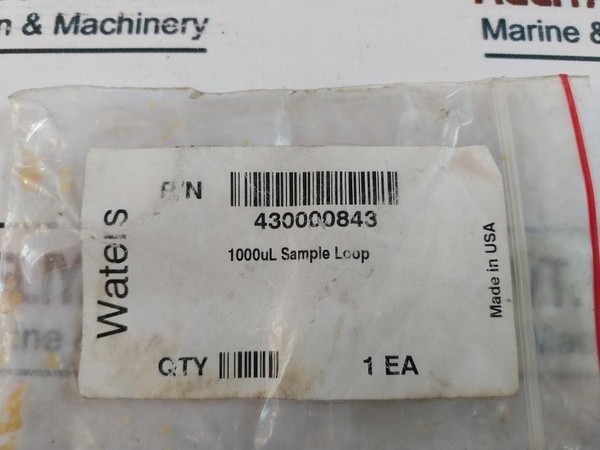 & Machinery
Marine &
Waters
P/N
430000843
1000uL Sample Loop
Made in USA
QTY
1 EA